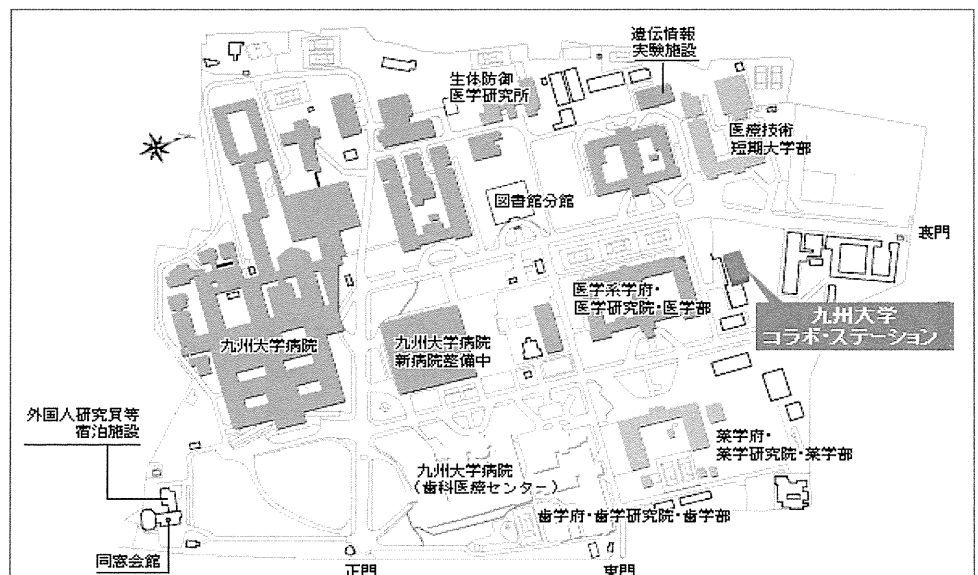 遺伝情報
実験施設
生体防御
医学研究所
医療技術
短期大学部
図書館分館
裏門
医学系学府・
医学研究院・医学部
九州大学
コラボ・ステーション
九州大学病院
九州大学病院
新病院整備中
外国人研究員等
宿泊施設
薬学府・
薬学研究院・薬学部
九州大学病院
(歯科医療センター)
歯学府・歯学研究院・歯学部
同窓会館
正門
東門